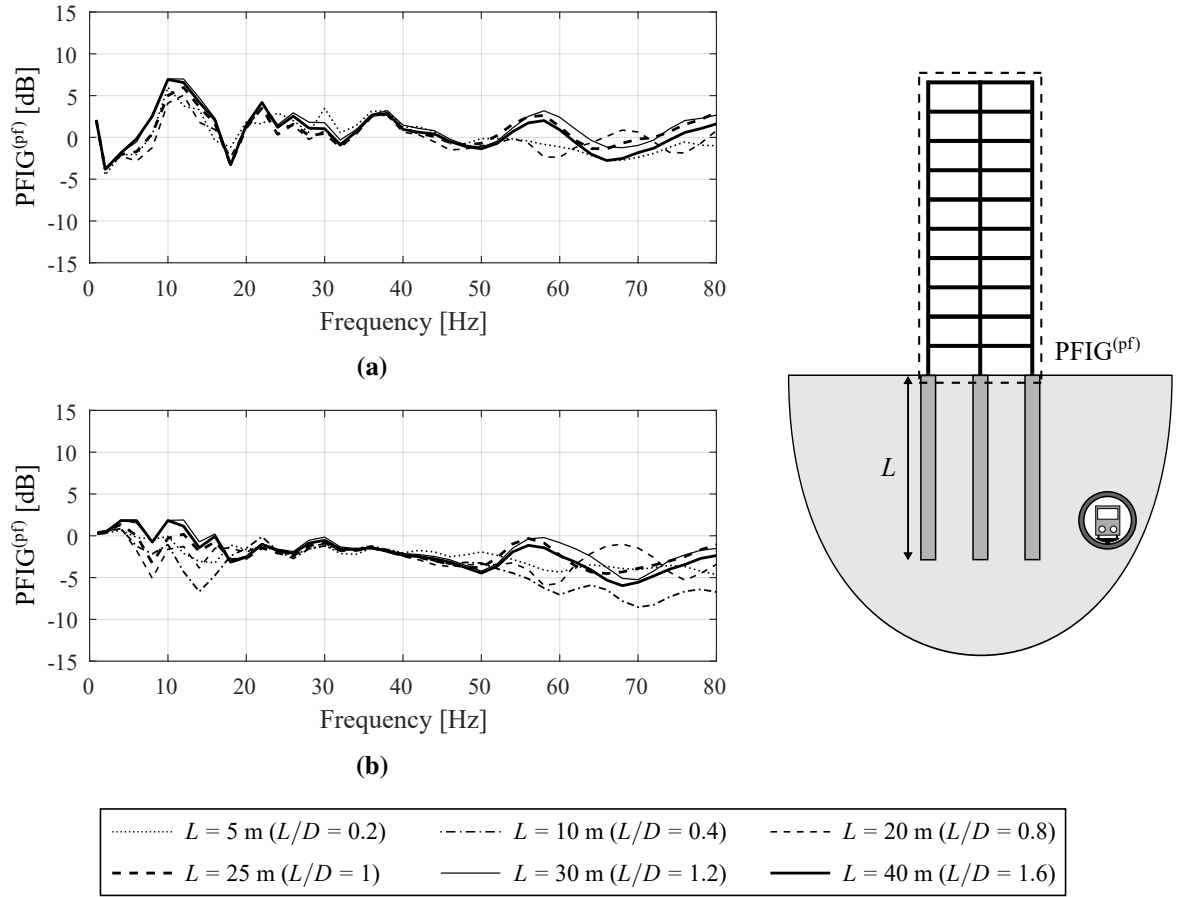 15
10
5
0
-5
-10
-15
PFIG(pf) [dB]
0 10 20 30 40 50 60 70 80
Frequency [Hz]
(a)
15
10
5
0
-5
-10
-15
PFIG(pf) [dB]
0 10 20 30 40 50 60 70 80
Frequency [Hz]
(b)
PFIG(pf)
L
L = 5 m (L/D = 0.2) L = 10 m (L/D = 0.4) L = 20 m (L/D = 0.8)
L = 25 m (L/D = 1) L = 30 m (L/D = 1.2) L = 40 m (L/D = 1.6)